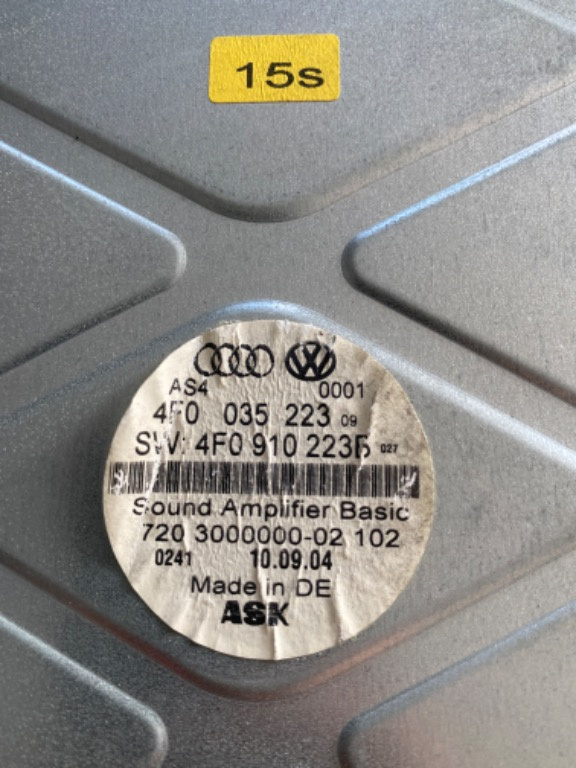 15s
AS4 0001
4F0 035 223 09
SW: 4F0 910 223B 027
Sound Amplifier Basic
720 3000000-02 102
0241 10.09.04
Made in DE
ASK